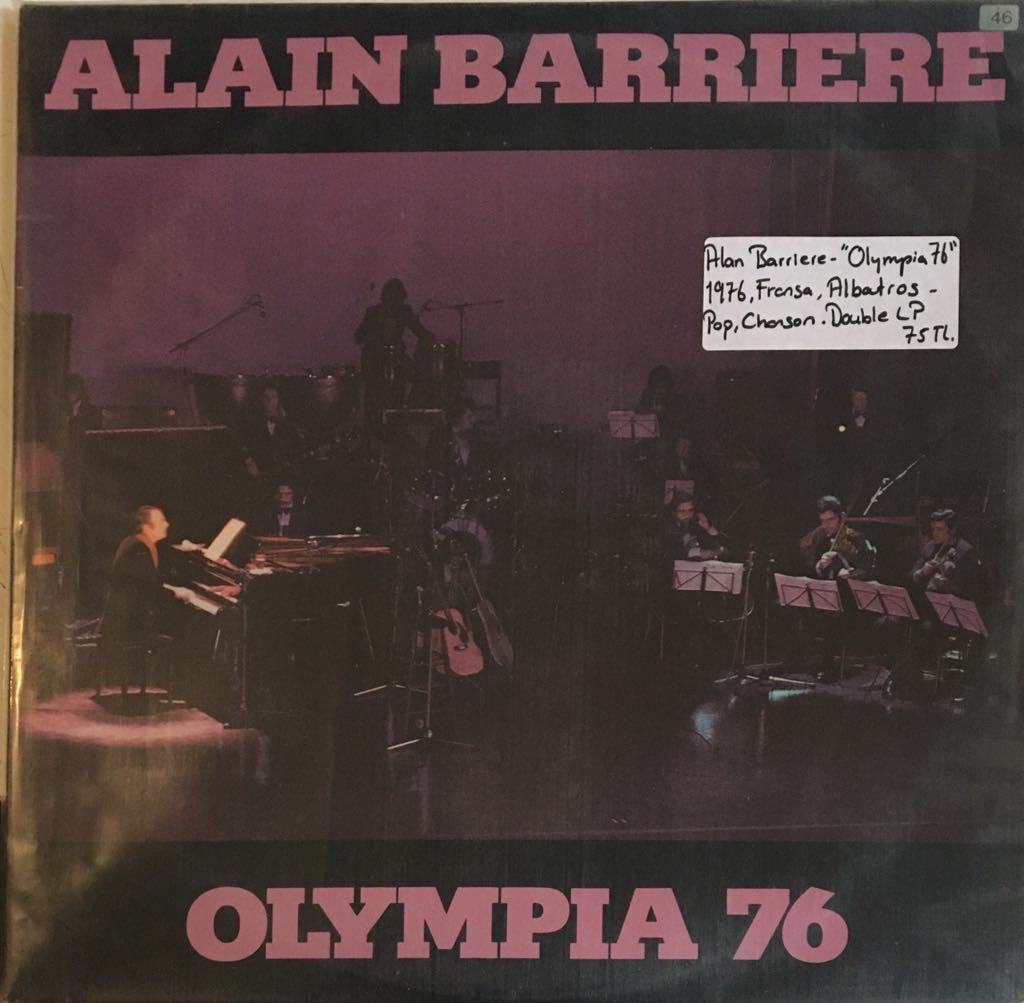 46
ALAIN BARRIERE
Alan Barriere - "Olympia 76"
1976, Fransa, Albatros -
Pop, Chanson. Double LP
75 TL.
OLYMPIA 76